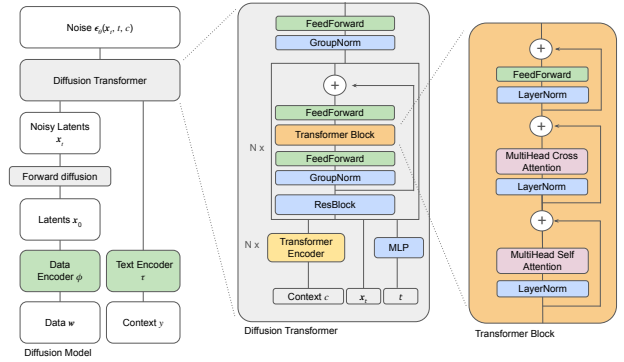 Noise ϵθ(xt, t, c)
Diffusion Transformer
Noisy Latents
xt
Forward diffusion
Latents x0
Data
Encoder ϕ
Text Encoder
τ
Data w
Context y
Diffusion Model
FeedForward
GroupNorm
FeedForward
Transformer Block
N x
FeedForward
GroupNorm
ResBlock
N x
Transformer
Encoder
MLP
Context c
xt
t
Diffusion Transformer
FeedForward
LayerNorm
MultiHead Cross
Attention
LayerNorm
MultiHead Self
Attention
LayerNorm
Transformer Block